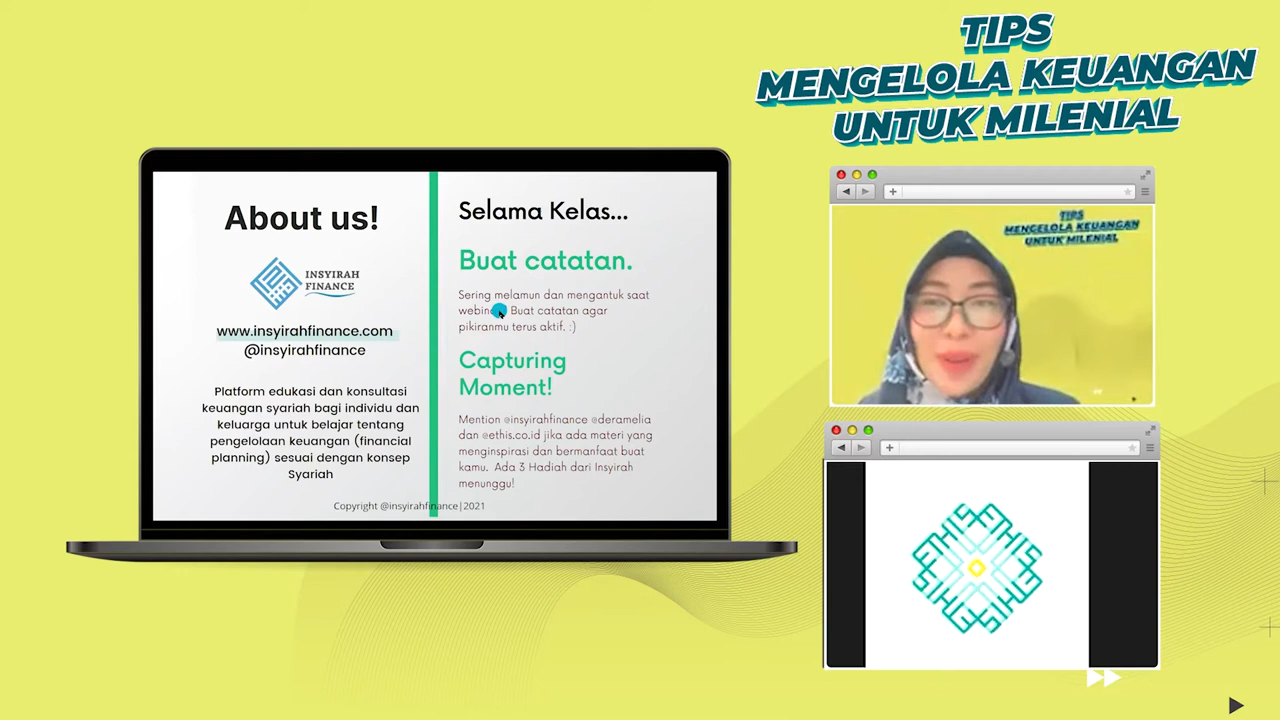 TIPS
MENGELOLA KEUANGAN
UNTUK MILENIAL
About us!
INSYIRAH
FINANCE
www.insyirahfinance.com
@insyirahfinance
Platform edukasi dan konsultasi
keuangan syariah bagi individu dan
keluarga untuk belajar tentang
pengelolaan keuangan (financial
planning) sesuai dengan konsep
Syariah
Selama Kelas...
Buat catatan.
Sering melamun dan mengantuk saat
Buat catatan agar
pikiranmu terus aktif. :)
Capturing
Moment!
Mention @insyirahfinance @deramelia
dan @ethis.co.id jika ada materi yang
menginspirasi dan bermanfaat buat
kamu. Ada 3 Hadiah dari Insyirah
menunggu!
Copyright @insyirahfinance|2021
TIPS
MENGELOLA KEUANGAN
UNTUK MILENIAL
ETHIS
ETHIS
ETHIS
ETHIS